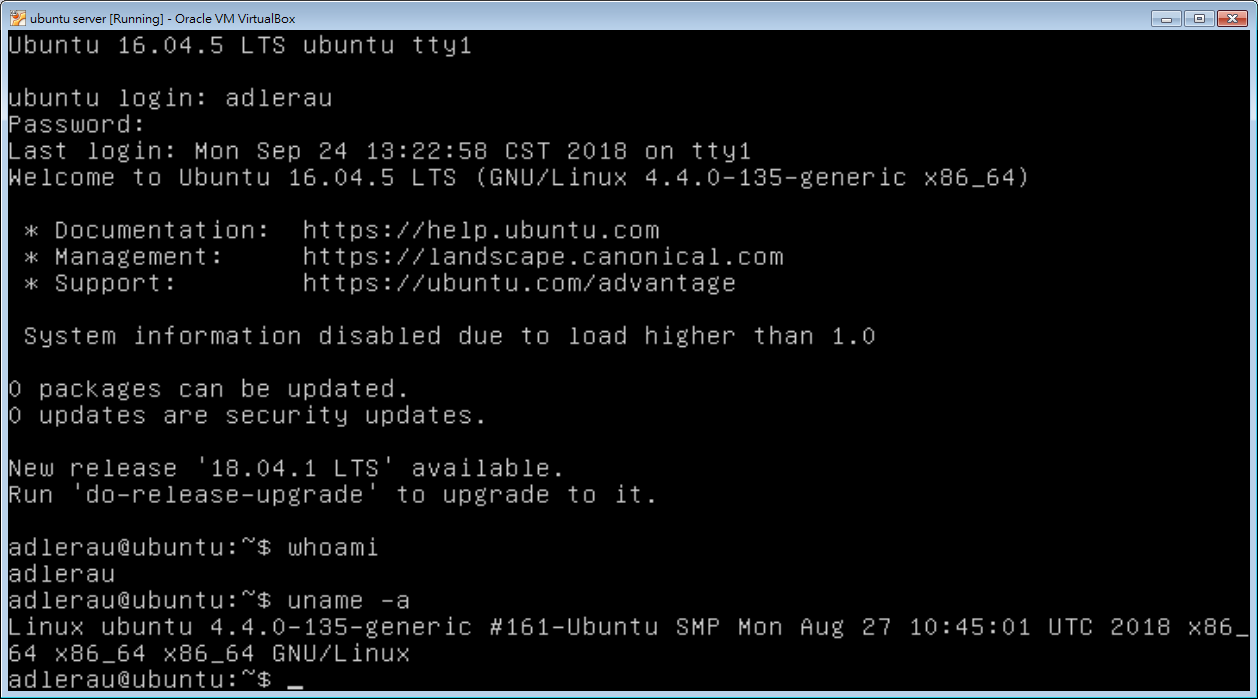 ubuntu server [Running] - Oracle VM VirtualBox
Ubuntu 16.04.5 LTS ubuntu tty1
ubuntu login: adlerau
Password:
Last login: Mon Sep 24 13:22:58 CST 2018 on tty1
Welcome to Ubuntu 16.04.5 LTS (GNU/Linux 4.4.0-135-generic x86_64)
* Documentation:  https://help.ubuntu.com
* Management:     https://landscape.canonical.com
* Support:        https://ubuntu.com/advantage
System information disabled due to load higher than 1.0
0 packages can be updated.
0 updates are security updates.
New release '18.04.1 LTS' available.
Run 'do-release-upgrade' to upgrade to it.
adlerau@ubuntu:~$ whoami
adlerau
adlerau@ubuntu:~$ uname -a
Linux ubuntu 4.4.0-135-generic #161-Ubuntu SMP Mon Aug 27 10:45:01 UTC 2018 x86_
64 x86_64 x86_64 GNU/Linux
adlerau@ubuntu:~$ _